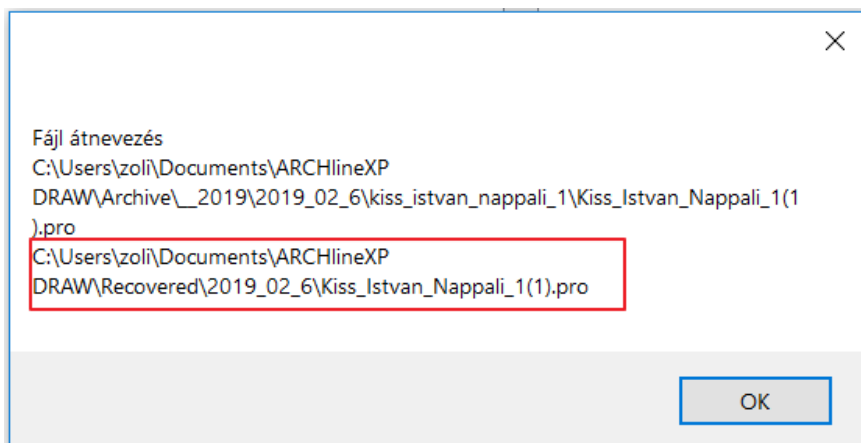 Fájl átnevezés
C:\Users\zoli\Documents\ARCHlineXP
DRAW\Archive\__2019\2019_02_6\kiss_istvan_nappali_1\Kiss_Istvan_Nappali_1(1
).pro
C:\Users\zoli\Documents\ARCHlineXP
DRAW\Recovered\2019_02_6\Kiss_Istvan_Nappali_1(1).pro
OK